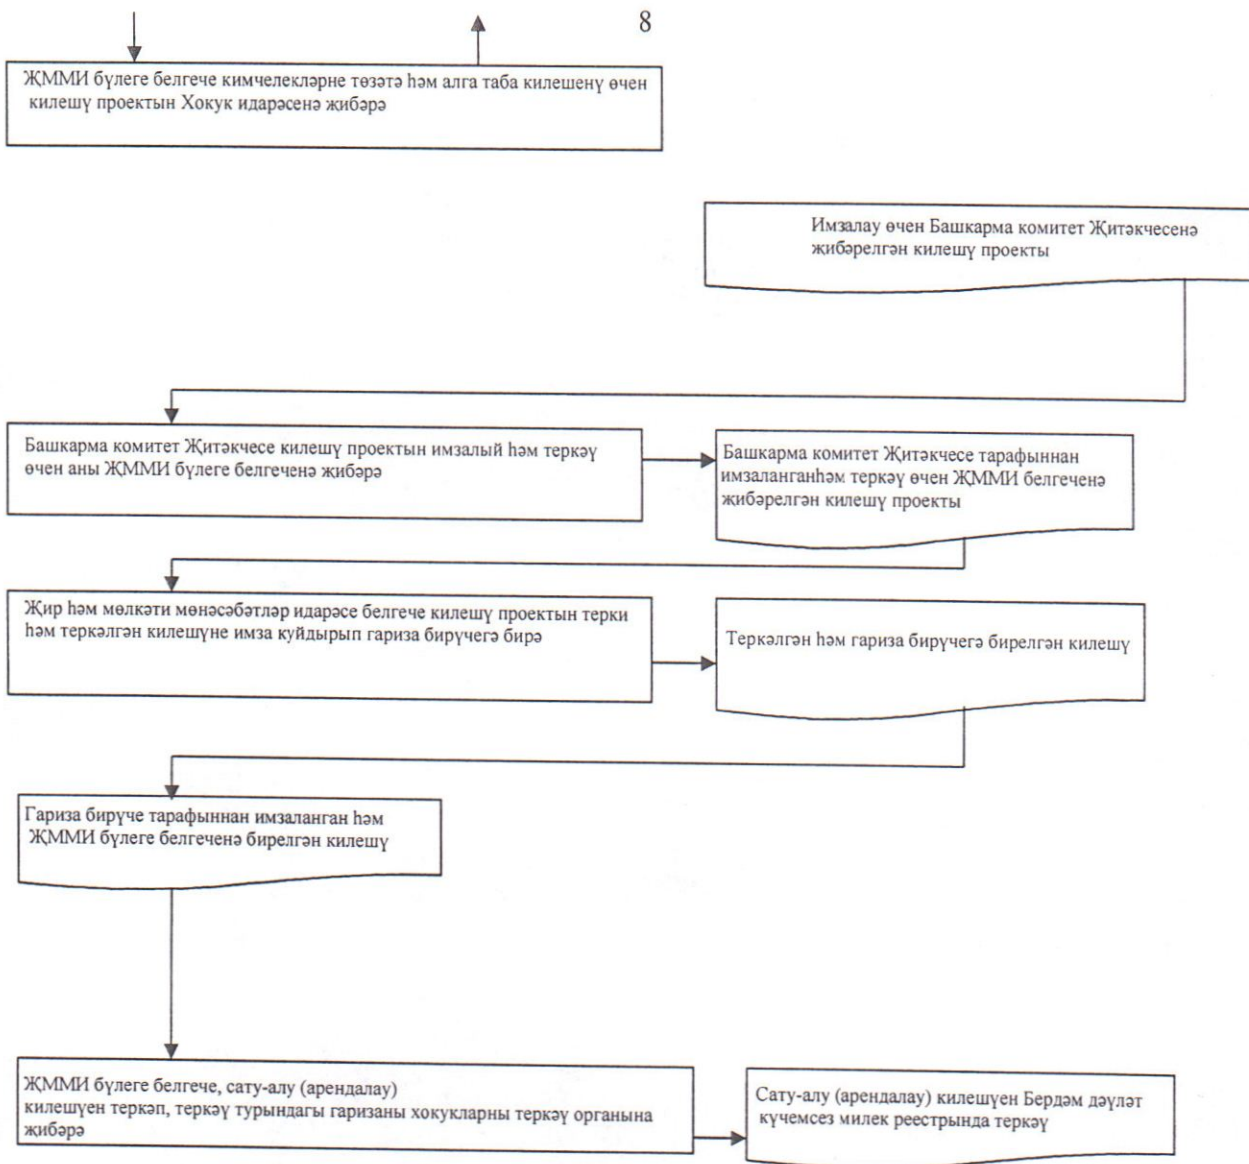 8
ҖММИ бүлеге белгече кимчелекләрне төзәтә һәм алга таба килешенү өчен
килешү проектын Хокук идарәсенә җибәрә
Имзалау өчен Башкарма комитет Җитәкчесенә
җибәрелгән килешү проекты
Башкарма комитет Җитәкчесе килешү проектын имзалый һәм теркәү
өчен аны ҖММИ бүлеге белгеченә җибәрә
Башкарма комитет Җитәкчесе тарафыннан
имзаланганһәм теркәү өчен ҖММИ белгеченә
җибәрелгән килешү проекты
Җир һәм мөлкәти мөнәсәбәтләр идарәсе белгече килешү проектын терки
һәм теркәлгән килешүне имза куйдырып гариза бирүчегә бирә
Теркәлгән һәм гариза бирүчегә бирелгән килешү
Гариза бирүче тарафыннан имзаланган һәм
ҖММИ бүлеге белгеченә бирелгән килешү
ҖММИ бүлеге белгече, сату-алу (арендалау)
килешүен теркәп, теркәү турындагы гаризаны хокукларны теркәү органына
җибәрә
Сату-алу (арендалау) килешүен Бердәм дәүләт
күчемсез милек реестрында теркәү